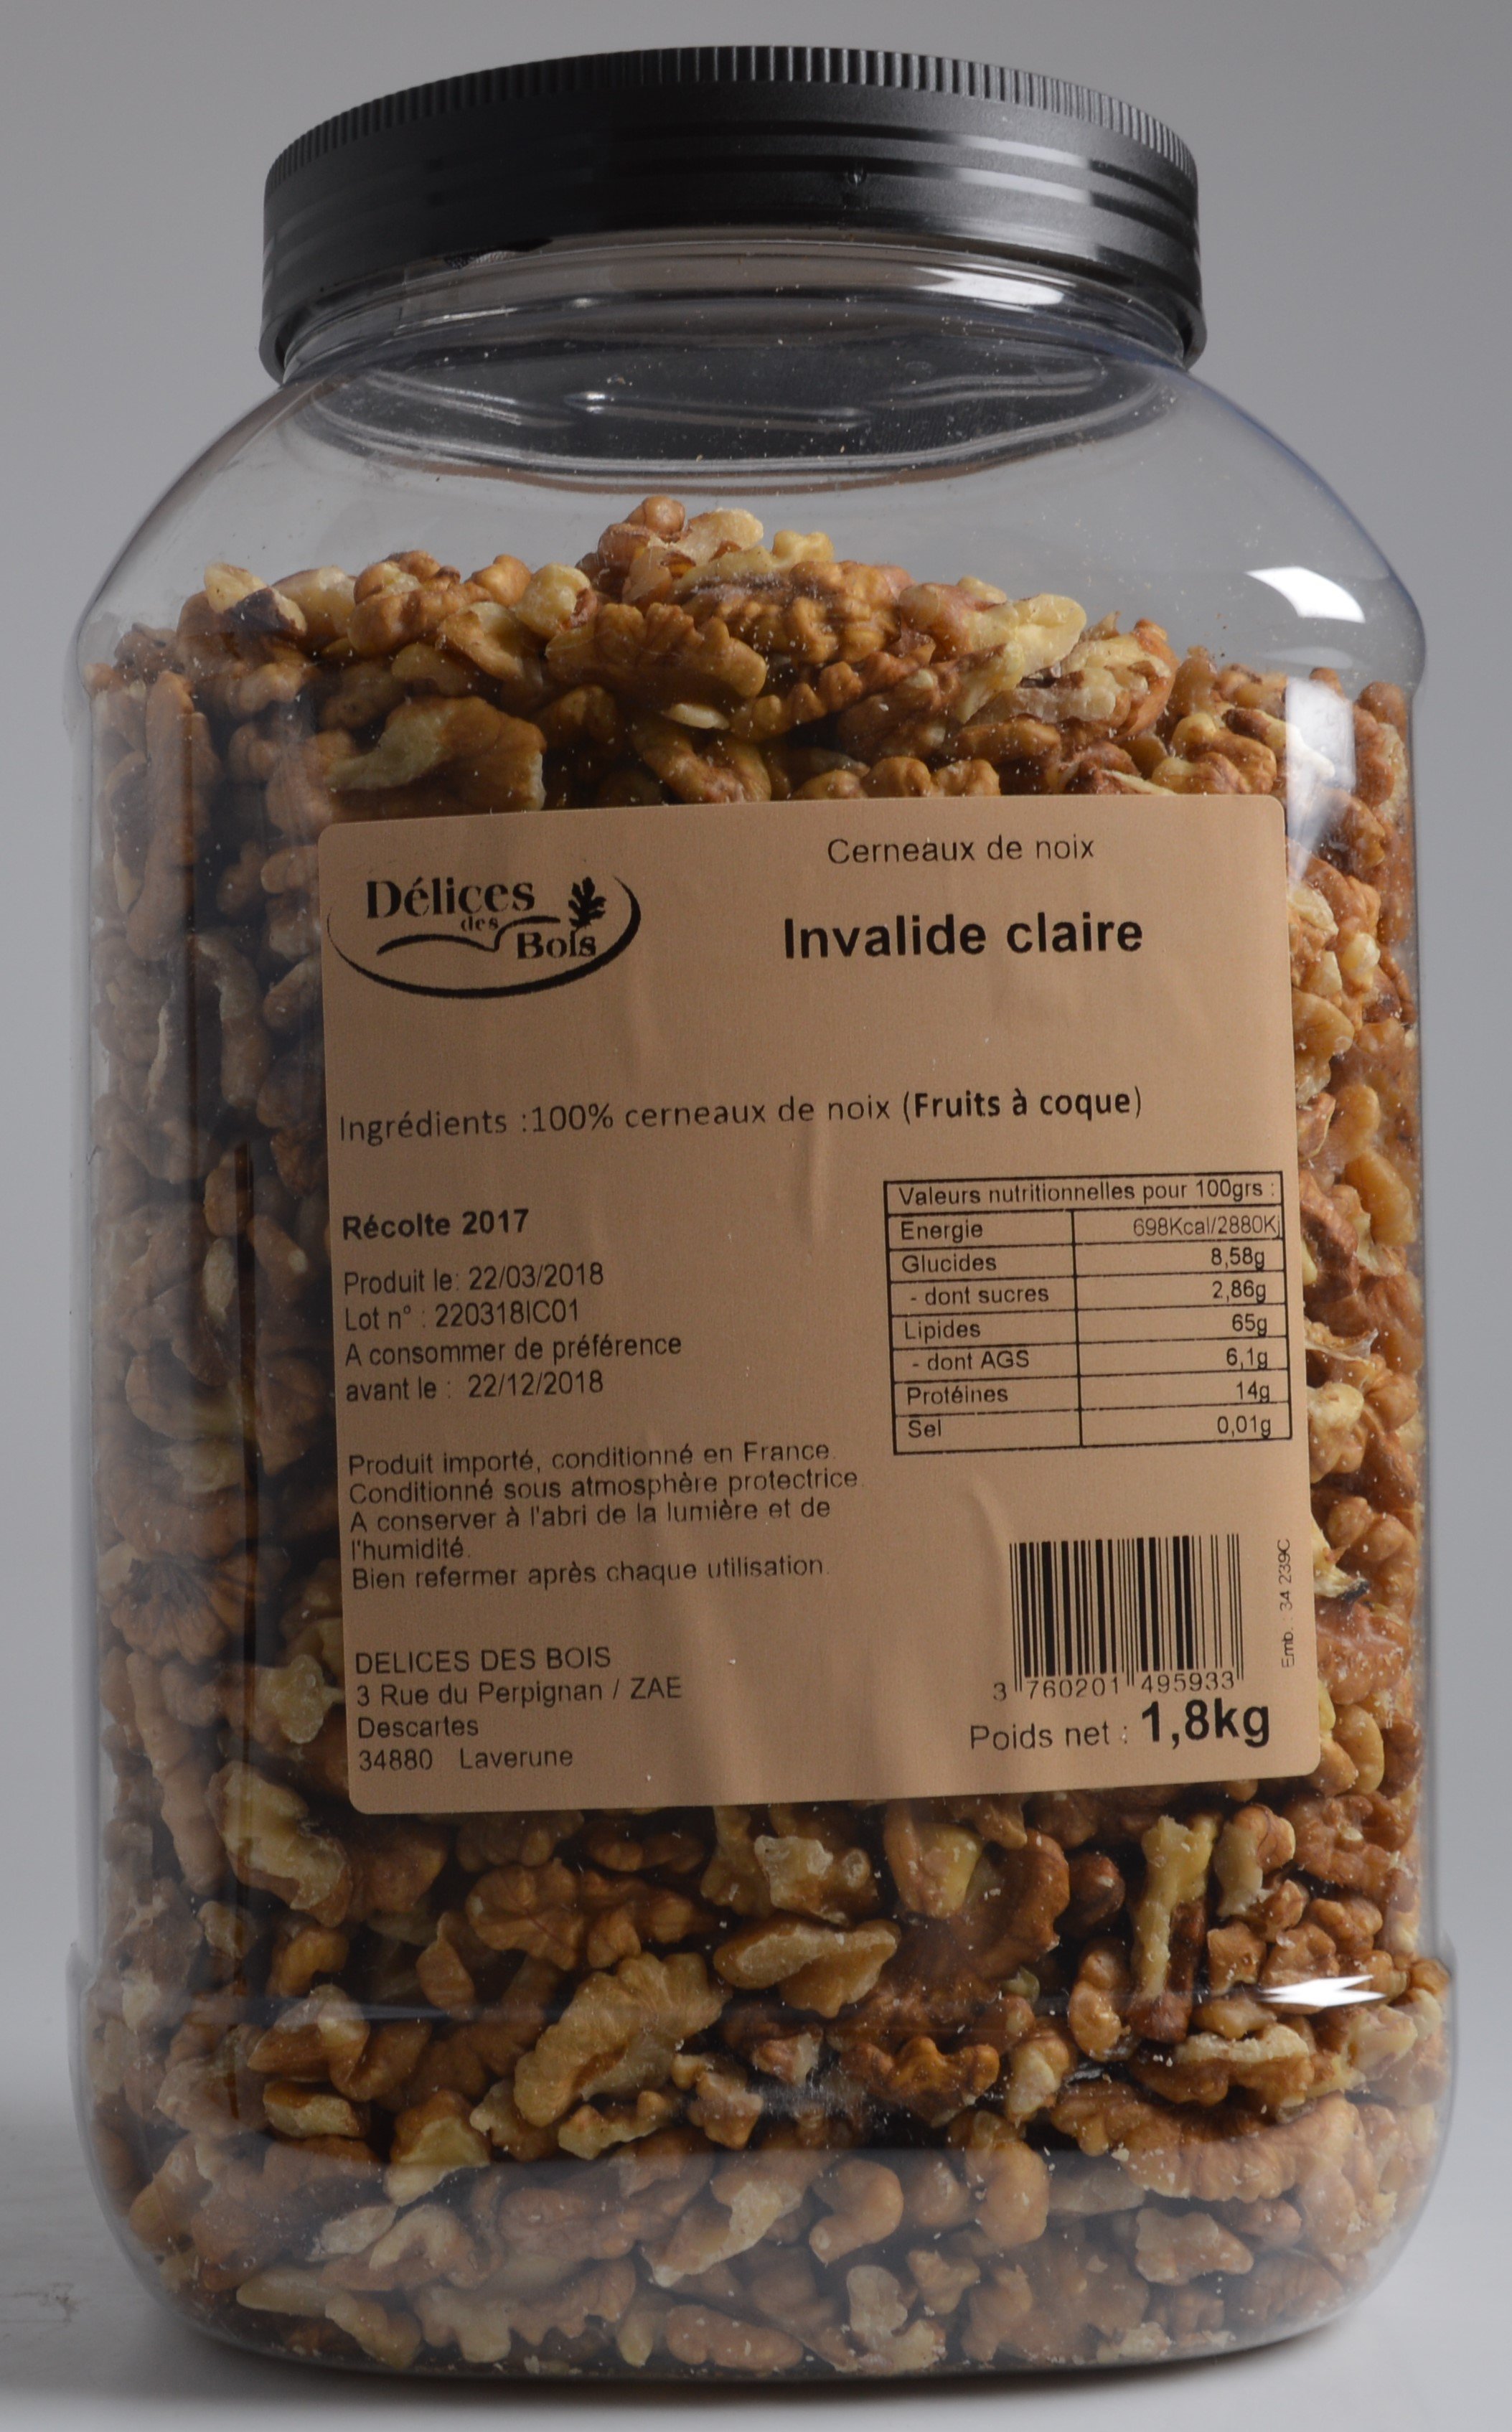 Délices
des
Bois
Cerneaux de noix
Invalide claire
Ingrédients :100% cerneaux de noix (Fruits à coque)
Récolte 2017
Produit le: 22/03/2018
Lot n° : 220318IC01
A consommer de préférence
avant le : 22/12/2018
Valeurs nutritionnelles pour 100grs :
Energie 698Kcal/2880Kj
Glucides 8,58g
- dont sucres 2,86g
Lipides 65g
- dont AGS 6,1g
Protéines 14g
Sel 0,01g
Produit importé, conditionné en France.
Conditionné sous atmosphère protectrice.
A conserver à l'abri de la lumière et de
l'humidité.
Bien refermer après chaque utilisation.
DELICES DES BOIS
3 Rue du Perpignan / ZAE
Descartes
34880 Laverune
Emb. : 34 239C
3 760201 495933
Poids net : 1,8kg